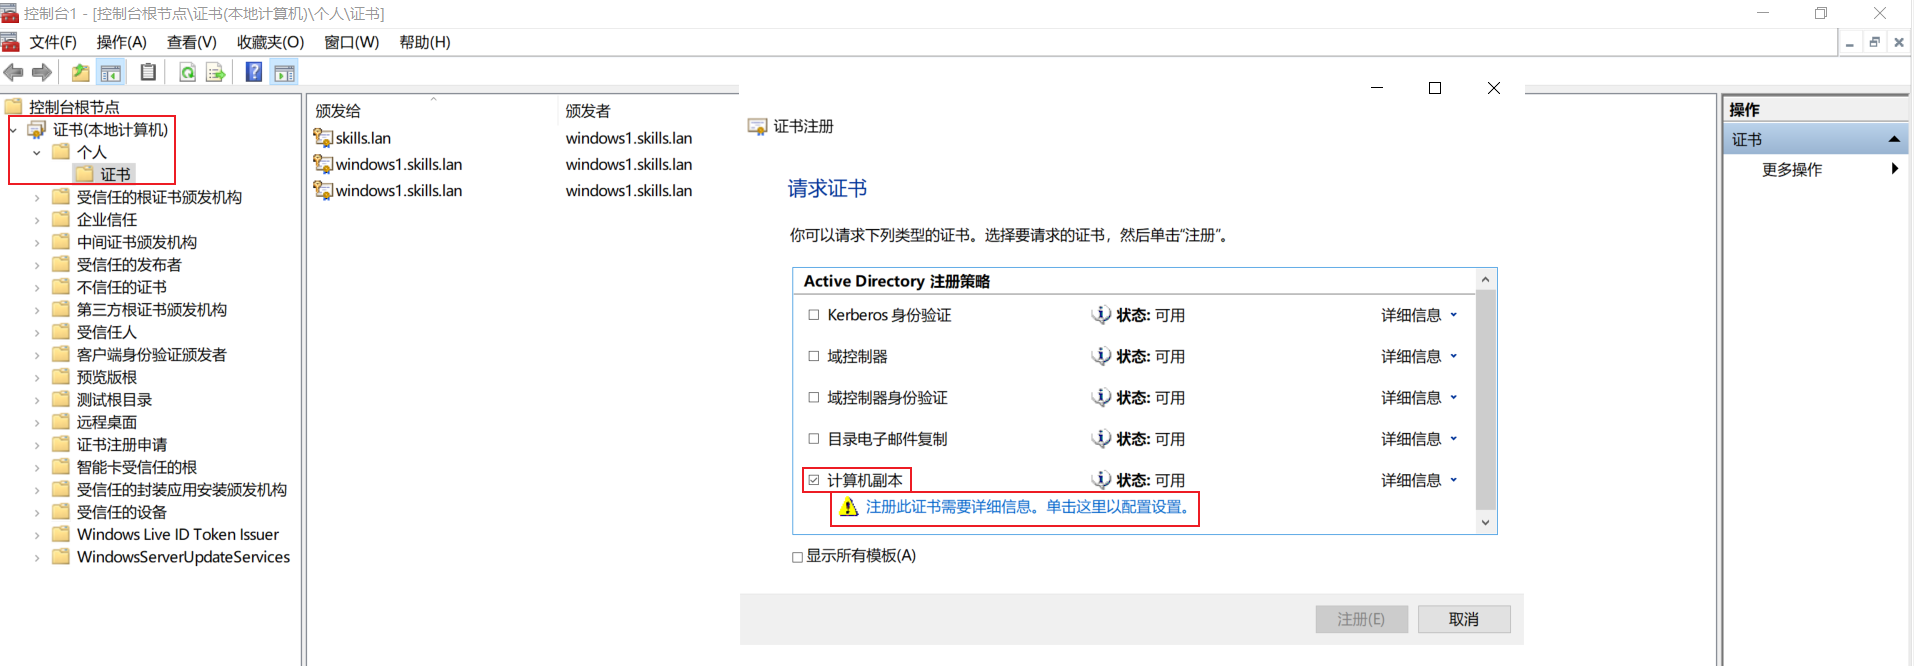 控制台1 - [控制台根节点\证书(本地计算机)\个人\证书]
文件(F) 操作(A) 查看(V) 收藏夹(O) 窗口(W) 帮助(H)
控制台根节点
证书(本地计算机)
个人
证书
受信任的根证书颁发机构
企业信任
中间证书颁发机构
受信任的发布者
不信任的证书
第三方根证书颁发机构
受信任人
客户端身份验证颁发者
预览版根
测试根目录
远程桌面
证书注册申请
智能卡受信任的根
受信任的封装应用安装颁发机构
受信任的设备
Windows Live ID Token Issuer
WindowsServerUpdateServices
颁发给 颁发者
skills.lan windows1.skills.lan
windows1.skills.lan windows1.skills.lan
windows1.skills.lan windows1.skills.lan
证书注册
请求证书
你可以请求下列类型的证书。选择要请求的证书，然后单击“注册”。
Active Directory 注册策略
Kerberos 身份验证 状态: 可用 详细信息
域控制器 状态: 可用 详细信息
域控制器身份验证 状态: 可用 详细信息
目录电子邮件复制 状态: 可用 详细信息
计算机副本 状态: 可用 详细信息
注册此证书需要详细信息。单击这里以配置设置。
显示所有模板(A)
注册(E) 取消
操作
证书
更多操作